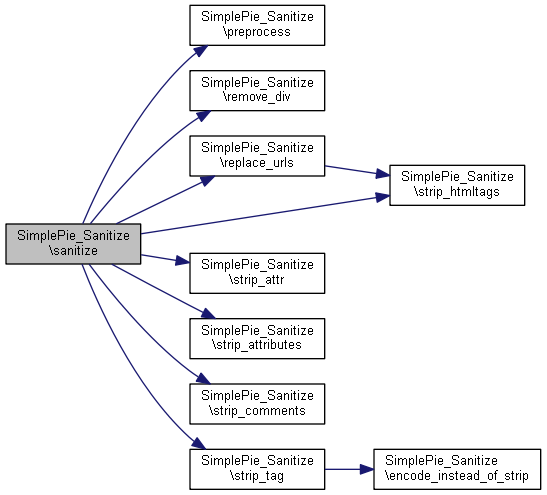 SimplePie_Sanitize
\preprocess
SimplePie_Sanitize
\remove_div
SimplePie_Sanitize
\replace_urls
SimplePie_Sanitize
\strip_htmltags
SimplePie_Sanitize
\sanitize
SimplePie_Sanitize
\strip_attr
SimplePie_Sanitize
\strip_attributes
SimplePie_Sanitize
\strip_comments
SimplePie_Sanitize
\strip_tag
SimplePie_Sanitize
\encode_instead_of_strip